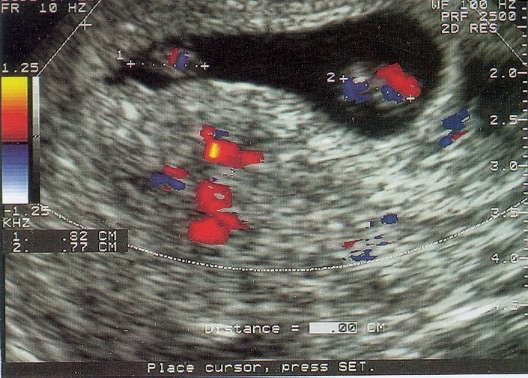 FR 10 HZ
WF 100 HZ
PRF 2500
2D RES
1.25
-1.25
KHZ
1
2
2.0
2.5
3.0
3.5
4.0
1. .82 CM
2. .77 CM
Distance = .00 CM
Place cursor, press SET.